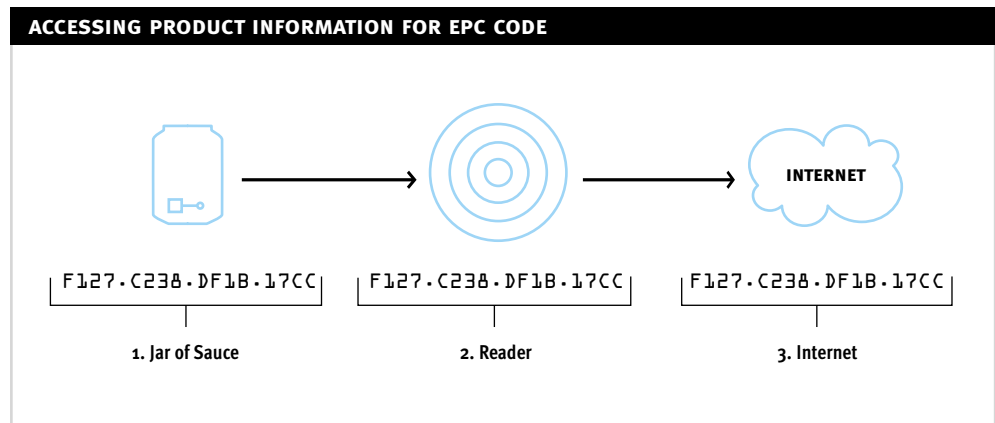 ACCESSING PRODUCT INFORMATION FOR EPC CODE
INTERNET
F127.C238.DF1B.17CC F127.C238.DF1B.17CC F127.C238.DF1B.17CC
1. Jar of Sauce 2. Reader 3. Internet